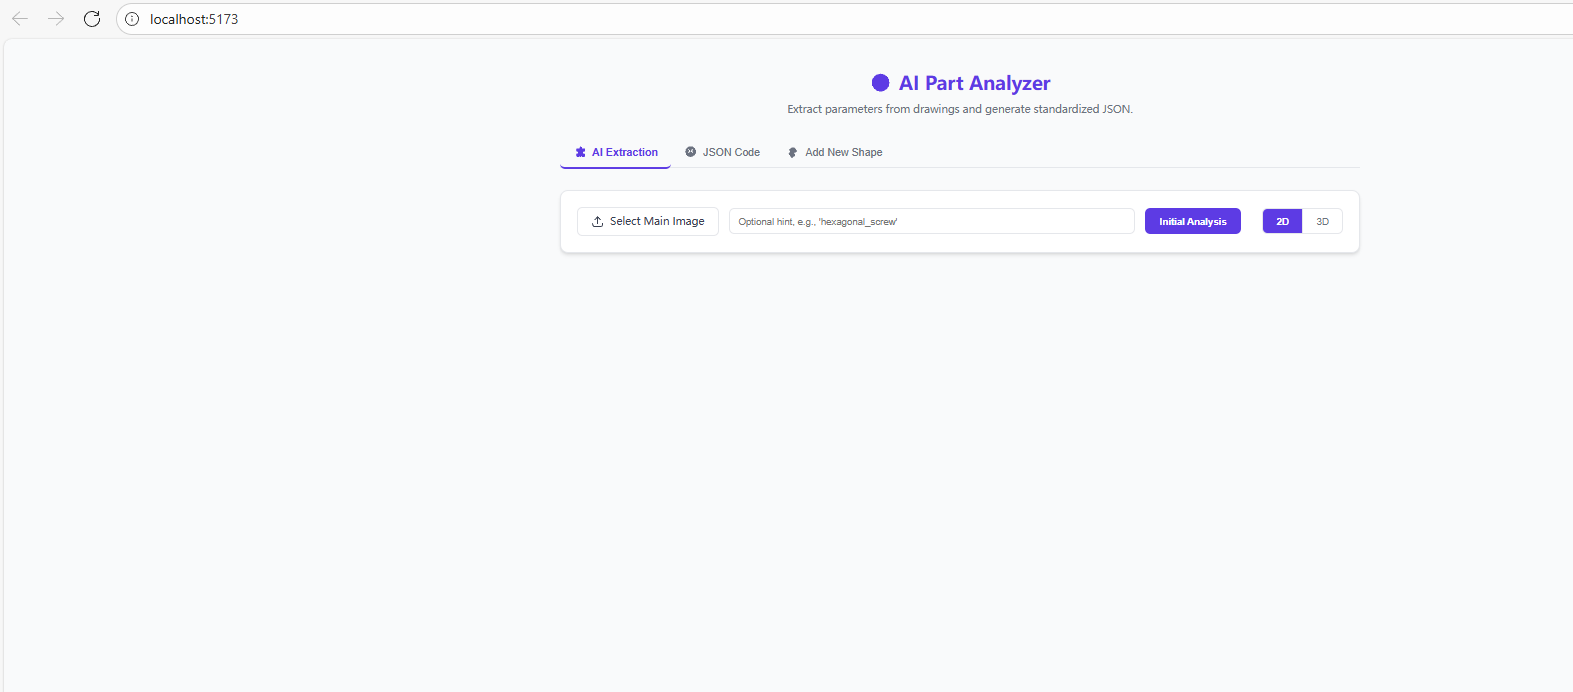 localhost:5173
AI Part Analyzer
Extract parameters from drawings and generate standardized JSON.
AI Extraction JSON Code Add New Shape
Select Main Image Optional hint, e.g., 'hexagonal_screw' Initial Analysis 2D 3D